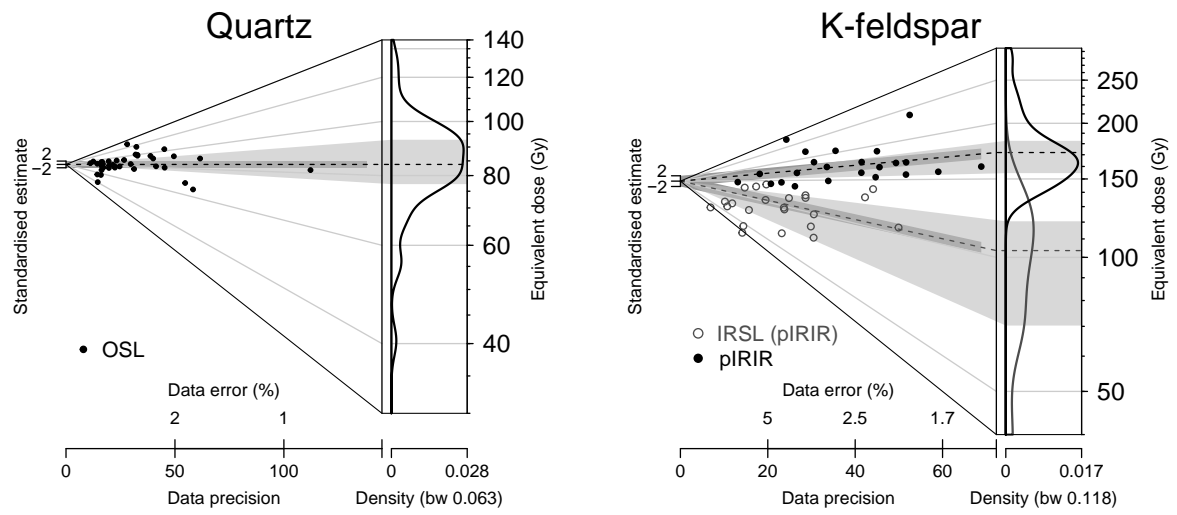 Quartz
Standardised estimate
2
−2
OSL
Data error (%)
2 1
0 50 100
Data precision
0 0.028
Density (bw 0.063)
140
120
100
80
60
40
Equivalent dose (Gy)
K-feldspar
Standardised estimate
2
−2
IRSL (pIRIR)
pIRIR
Data error (%)
5 2.5 1.7
0 20 40 60
Data precision
0 0.017
Density (bw 0.118)
250
200
150
100
50
Equivalent dose (Gy)